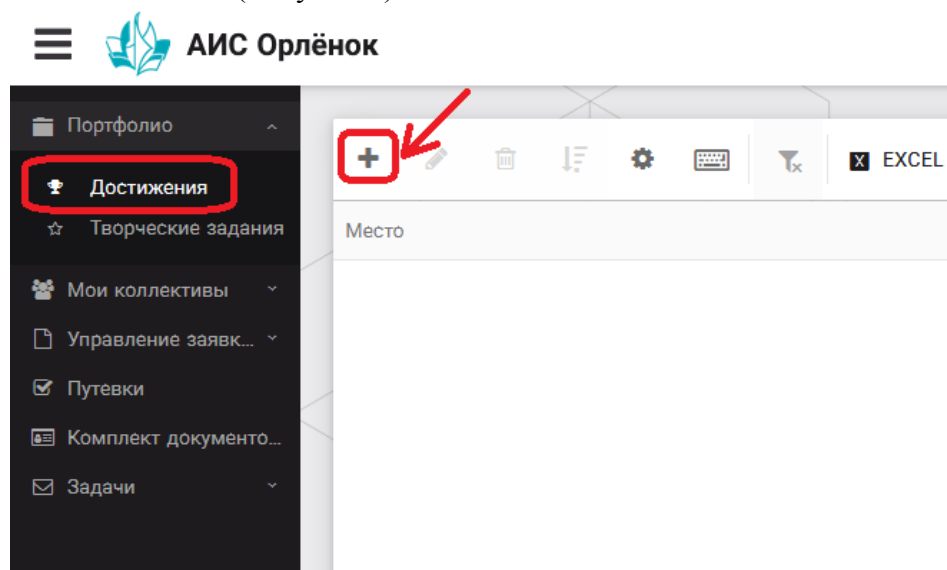 АИС Орлёнок
Портфолио
Достижения
Творческие задания
Мои коллективы
Управление заявк...
Путевки
Комплект документо...
Задачи
X EXCEL
Место